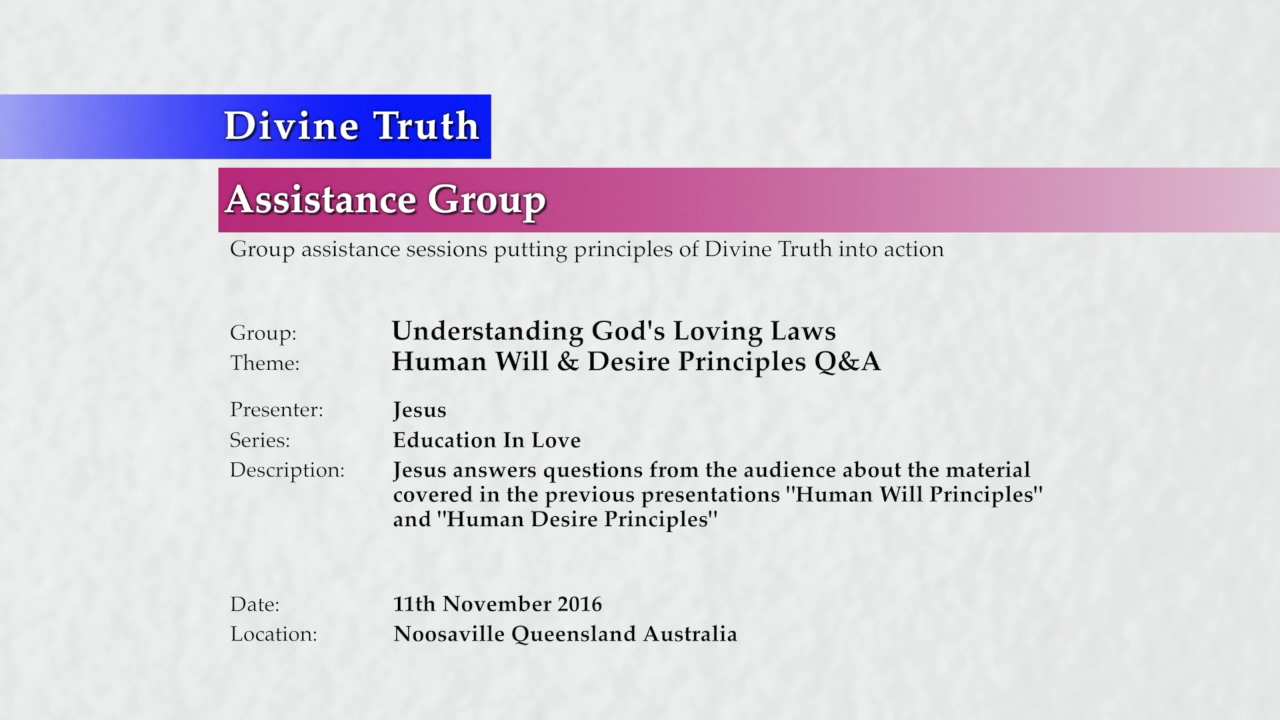 Divine Truth
Assistance Group
Group assistance sessions putting principles of Divine Truth into action
Group: Understanding God's Loving Laws
Theme: Human Will & Desire Principles Q&A
Presenter: Jesus
Series: Education In Love
Description: Jesus answers questions from the audience about the material
covered in the previous presentations "Human Will Principles"
and "Human Desire Principles"
Date: 11th November 2016
Location: Noosaville Queensland Australia